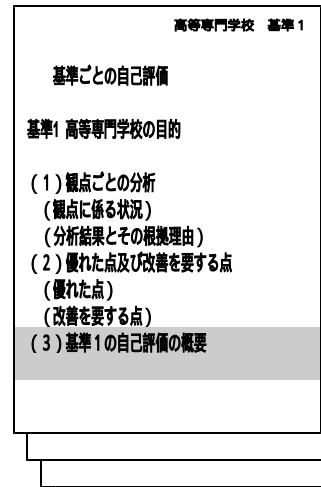 高等専門学校 基準1
基準ごとの自己評価
基準1 高等専門学校の目的
(1)観点ごとの分析
(観点に係る状況)
(分析結果とその根拠理由)
(2)優れた点及び改善を要する点
(優れた点)
(改善を要する点)
(3)基準1の自己評価の概要